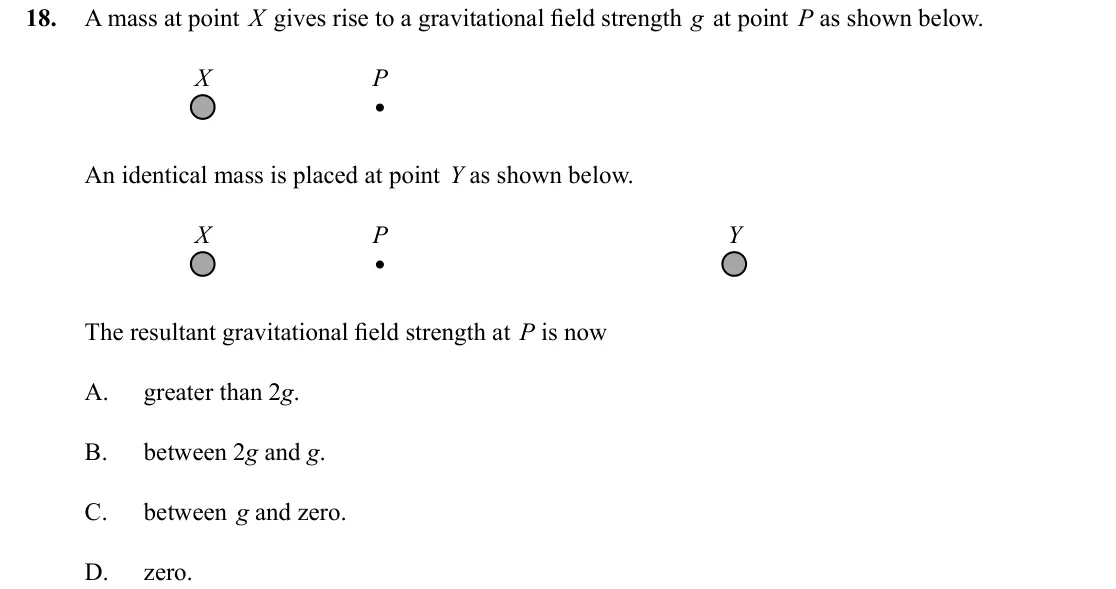 18. A mass at point X gives rise to a gravitational field strength g at point P as shown below.
X P
An identical mass is placed at point Y as shown below.
X P Y
The resultant gravitational field strength at P is now
A. greater than 2g.
B. between 2g and g.
C. between g and zero.
D. zero.